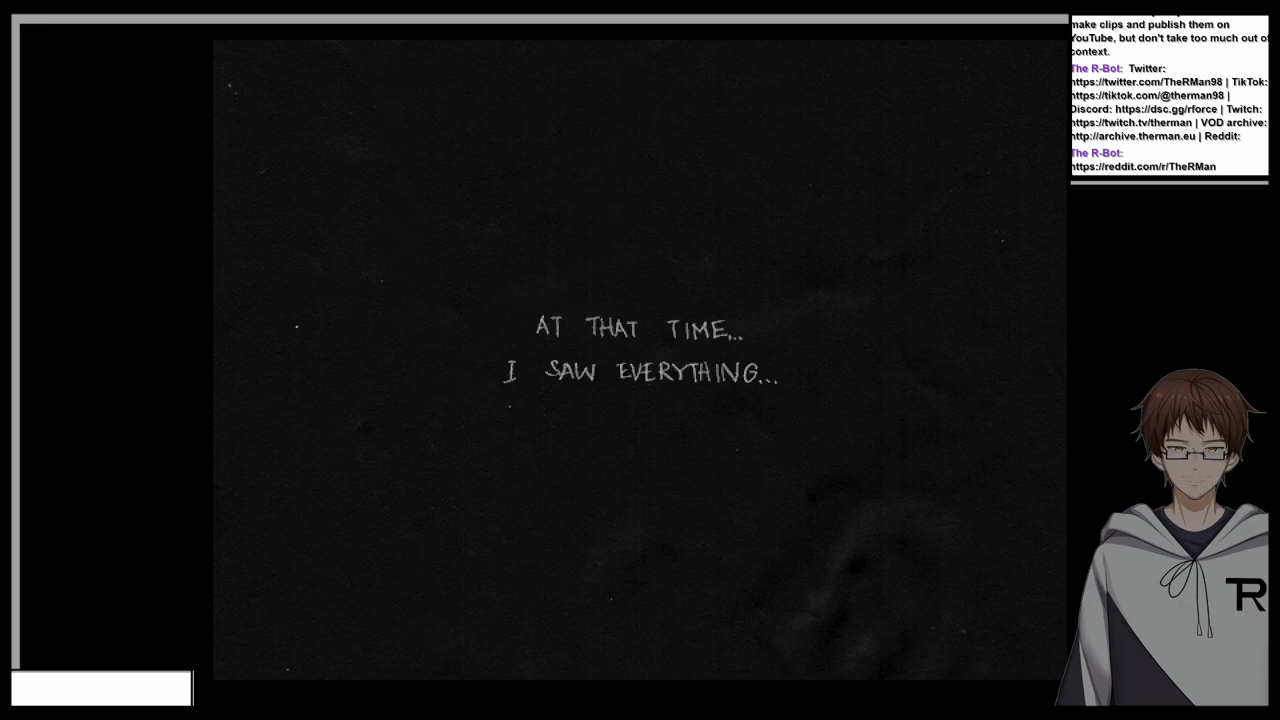 make clips and publish them on
YouTube, but don't take too much out of
context.
The R-Bot: Twitter:
https://twitter.com/TheRMan98 | TikTok:
https://tiktok.com/@therman98 |
Discord: https://dsc.gg/rforce | Twitch:
https://twitch.tv/therman | VOD archive:
http://archive.therman.eu | Reddit:
The R-Bot:
https://reddit.com/r/TheRMan
AT THAT TIME...
I SAW EVERYTHING...
TR